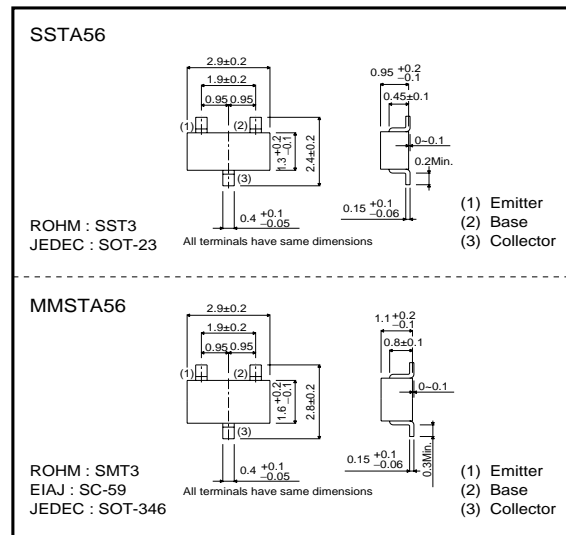 SSTA56
2.9±0.2
1.9±0.2
0.95 0.95
(1) (2)
(3)
1.3 +0.2 −0.1
2.4±0.2
0.4 +0.1 −0.05
All terminals have same dimensions
0.95 +0.2 −0.1
0.45±0.1
0~0.1
0.2Min.
0.15 +0.1 −0.06
ROHM : SST3
JEDEC : SOT-23
(1) Emitter
(2) Base
(3) Collector
MMSTA56
2.9±0.2
1.9±0.2
0.95 0.95
(1) (2)
(3)
1.6 +0.2 −0.1
2.8±0.2
0.4 +0.1 −0.05
All terminals have same dimensions
1.1 +0.2 −0.1
0.8±0.1
0~0.1
0.3Min.
0.15 +0.1 −0.06
ROHM : SMT3
EIAJ : SC-59
JEDEC : SOT-346
(1) Emitter
(2) Base
(3) Collector